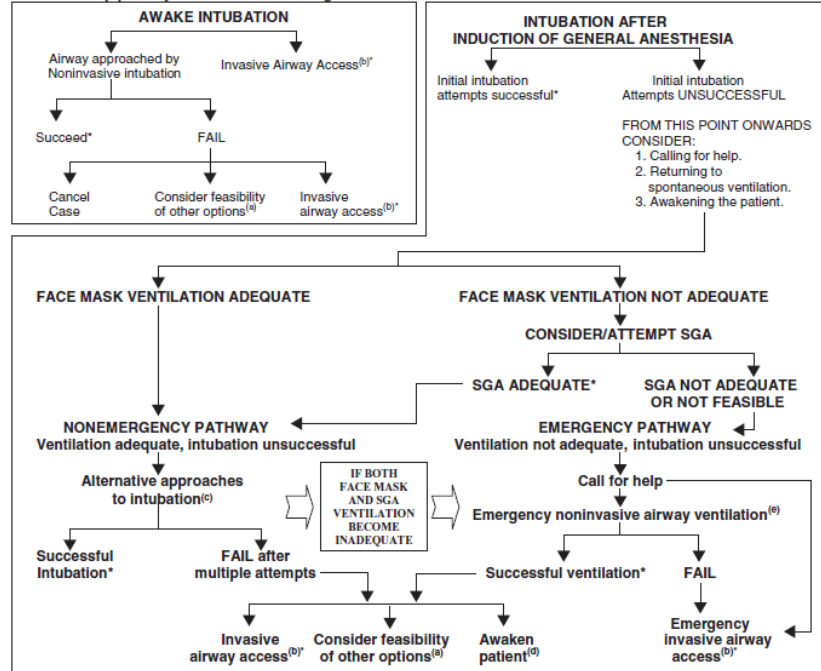 AWAKE INTUBATION
Airway approached by
Noninvasive intubation
Invasive Airway Access(b)*
Succeed*
FAIL
Cancel
Case
Consider feasibility
of other options(a)
Invasive
airway access(b)*
INTUBATION AFTER
INDUCTION OF GENERAL ANESTHESIA
Initial intubation
attempts successful*
Initial intubation
Attempts UNSUCCESSFUL
FROM THIS POINT ONWARDS
CONSIDER:
1. Calling for help.
2. Returning to
spontaneous ventilation.
3. Awakening the patient.
FACE MASK VENTILATION ADEQUATE
FACE MASK VENTILATION NOT ADEQUATE
CONSIDER/ATTEMPT SGA
SGA ADEQUATE*
SGA NOT ADEQUATE
OR NOT FEASIBLE
NONEMERGENCY PATHWAY
Ventilation adequate, intubation unsuccessful
EMERGENCY PATHWAY
Ventilation not adequate, intubation unsuccessful
Alternative approaches
to intubation(c)
IF BOTH
FACE MASK
AND SGA
VENTILATION
BECOME
INADEQUATE
Call for help
Emergency noninvasive airway ventilation(e)
Successful
Intubation*
FAIL after
multiple attempts
Successful ventilation*
FAIL
Invasive
airway access(b)*
Consider feasibility
of other options(a)
Awaken
patient(d)
Emergency
invasive airway
access(b)*